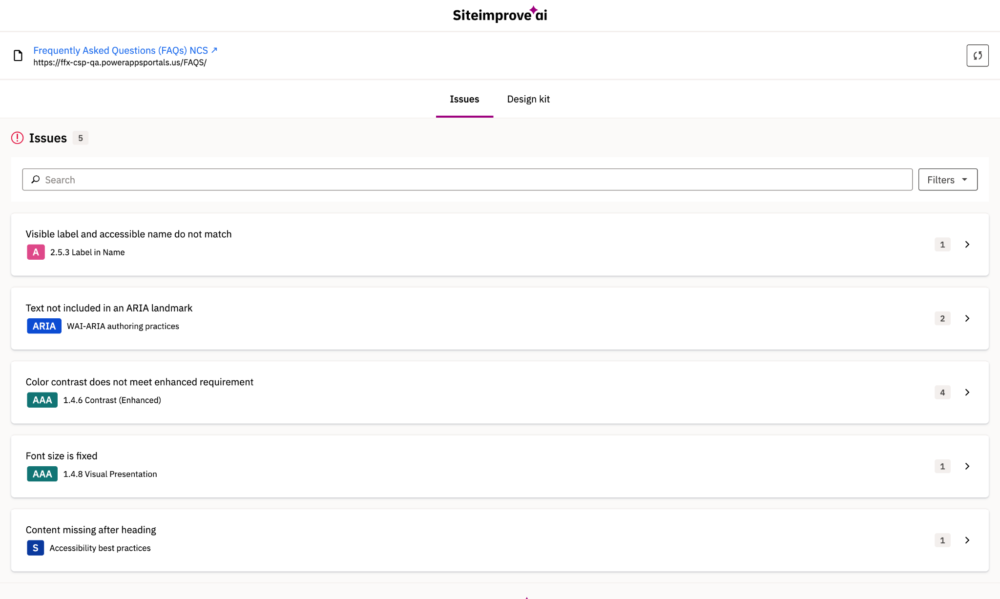 Siteimprove ai
Frequently Asked Questions (FAQs) NCS ↗
https://ffx-csp-qa.powerappsportals.us/FAQS/
Issues Design kit
Issues 5
Search Filters
Visible label and accessible name do not match
A 2.5.3 Label in Name
1
Text not included in an ARIA landmark
ARIA WAI-ARIA authoring practices
2
Color contrast does not meet enhanced requirement
AAA 1.4.6 Contrast (Enhanced)
4
Font size is fixed
AAA 1.4.8 Visual Presentation
1
Content missing after heading
S Accessibility best practices
1